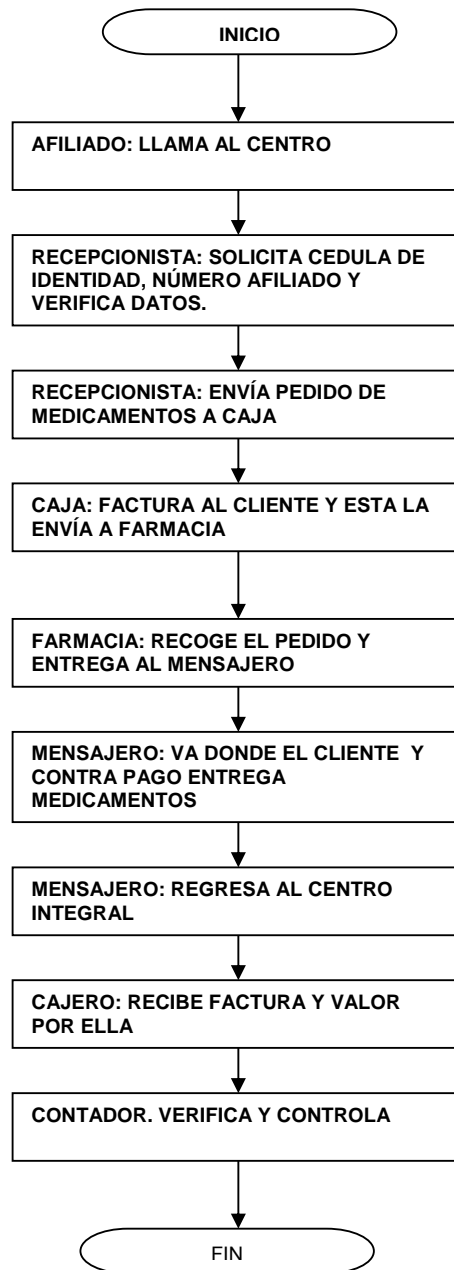 INICIO
AFILIADO: LLAMA AL CENTRO
RECEPCIONISTA: SOLICITA CEDULA DE
IDENTIDAD, NÚMERO AFILIADO Y
VERIFICA DATOS.
RECEPCIONISTA: ENVÍA PEDIDO DE
MEDICAMENTOS A CAJA
CAJA: FACTURA AL CLIENTE Y ESTA LA
ENVÍA A FARMACIA
FARMACIA: RECOGE EL PEDIDO Y
ENTREGA AL MENSAJERO
MENSAJERO: VA DONDE EL CLIENTE  Y
CONTRA PAGO ENTREGA
MEDICAMENTOS
MENSAJERO: REGRESA AL CENTRO
INTEGRAL
CAJERO: RECIBE FACTURA Y VALOR
POR ELLA
CONTADOR. VERIFICA Y CONTROLA
FIN